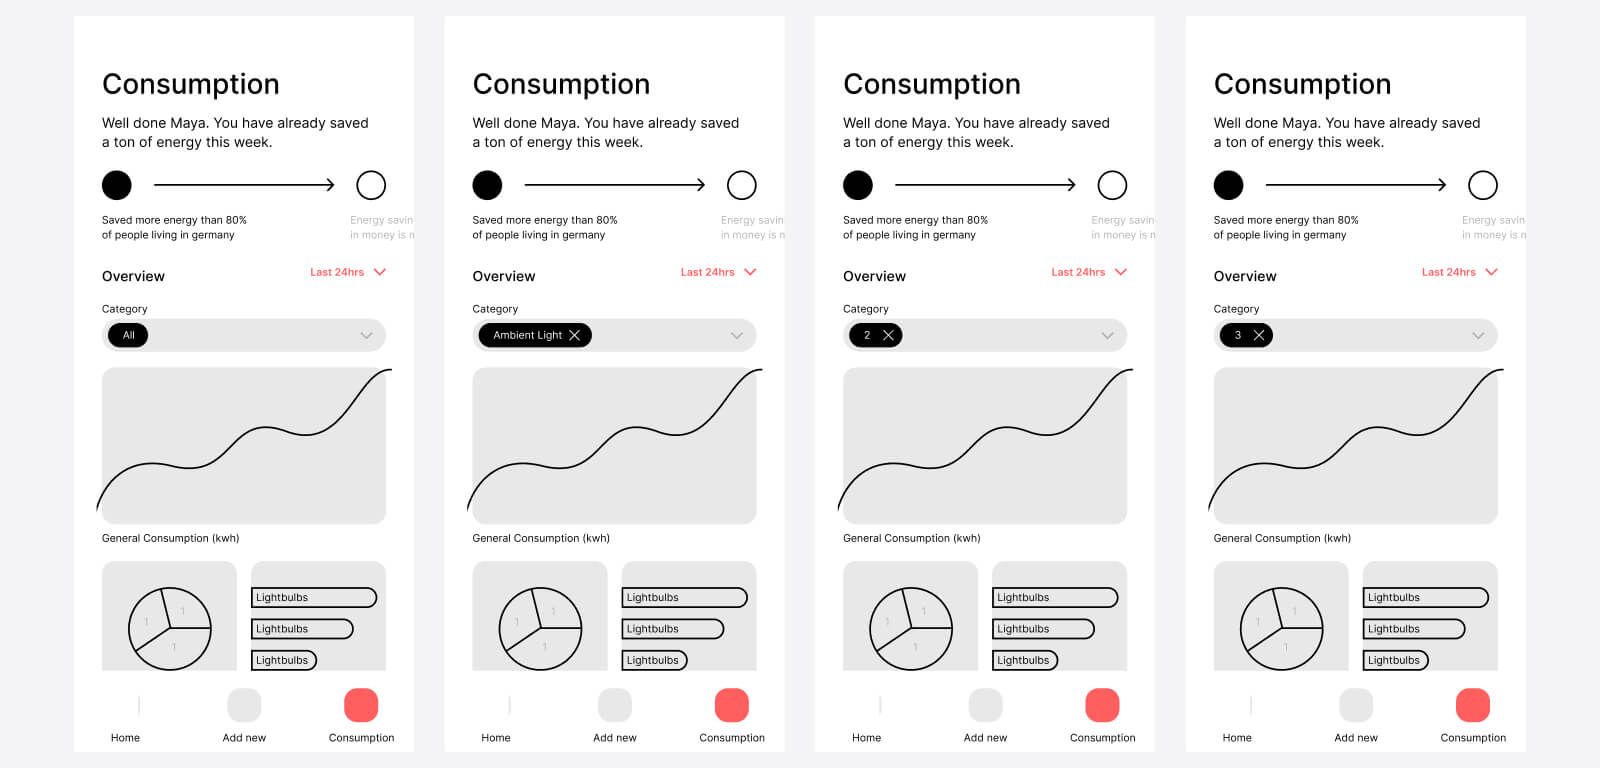 Consumption
Well done Maya. You have already saved
a ton of energy this week.
Saved more energy than 80%
of people living in germany
Energy savin
in money is n
Overview
Last 24hrs
Category
All
General Consumption (kwh)
1
1
1
Lightbulbs
Lightbulbs
Lightbulbs
Home
Add new
Consumption
Consumption
Well done Maya. You have already saved
a ton of energy this week.
Saved more energy than 80%
of people living in germany
Energy savin
in money is n
Overview
Last 24hrs
Category
Ambient Light
General Consumption (kwh)
1
1
1
Lightbulbs
Lightbulbs
Lightbulbs
Home
Add new
Consumption
Consumption
Well done Maya. You have already saved
a ton of energy this week.
Saved more energy than 80%
of people living in germany
Energy savin
in money is n
Overview
Last 24hrs
Category
2
General Consumption (kwh)
1
1
1
Lightbulbs
Lightbulbs
Lightbulbs
Home
Add new
Consumption
Consumption
Well done Maya. You have already saved
a ton of energy this week.
Saved more energy than 80%
of people living in germany
Energy savin
in money is n
Overview
Last 24hrs
Category
3
General Consumption (kwh)
1
1
1
Lightbulbs
Lightbulbs
Lightbulbs
Home
Add new
Consumption